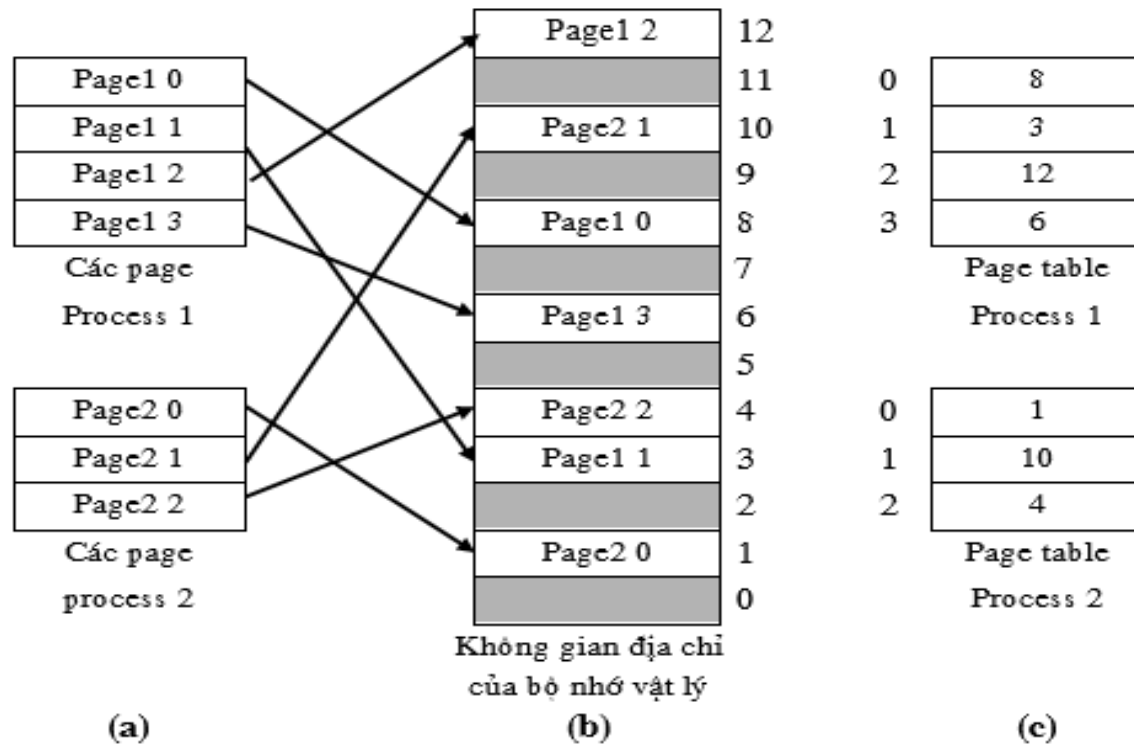 Page1 0
Page1 1
Page1 2
Page1 3
Các page
Process 1
Page2 0
Page2 1
Page2 2
Các page
process 2
(a)
Page1 2 12
11
Page2 1 10
9
Page1 0 8
7
Page1 3 6
5
Page2 2 4
Page1 1 3
2
Page2 0 1
0
Không gian địa chỉ
của bộ nhớ vật lý
(b)
0 8
1 3
2 12
3 6
Page table
Process 1
0 1
1 10
2 4
Page table
Process 2
(c)